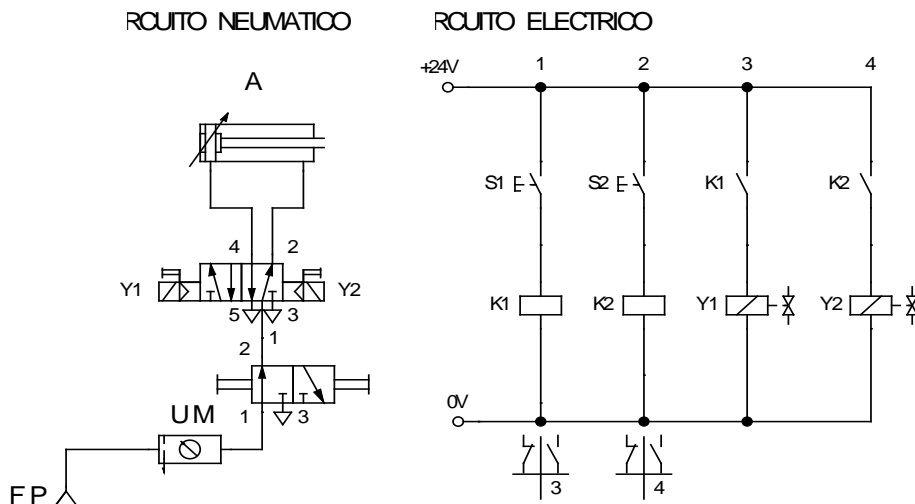 RCUITO NEUMATICO
A
4 2
Y1 Y2
5 3
1
2
1 3
UM
FP
RCUITO ELECTRICO
1 2 3 4
+24V
S1 S2 K1 K2
K1 K2 Y1 Y2
0V
3 4